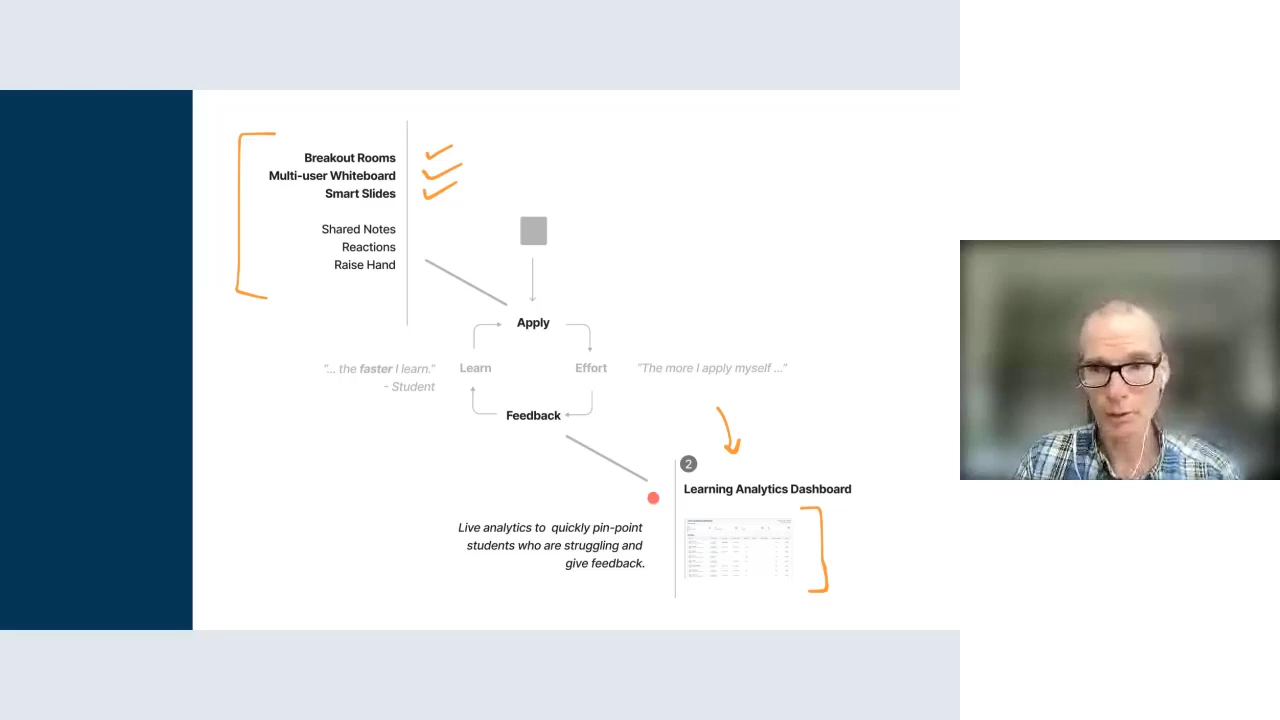 Breakout Rooms
Multi-user Whiteboard
Smart Slides
Shared Notes
Reactions
Raise Hand
Apply
"... the faster I learn."
- Student
Learn
Effort
"The more I apply myself ..."
Feedback
2
Learning Analytics Dashboard
Live analytics to quickly pin-point
students who are struggling and
give feedback.